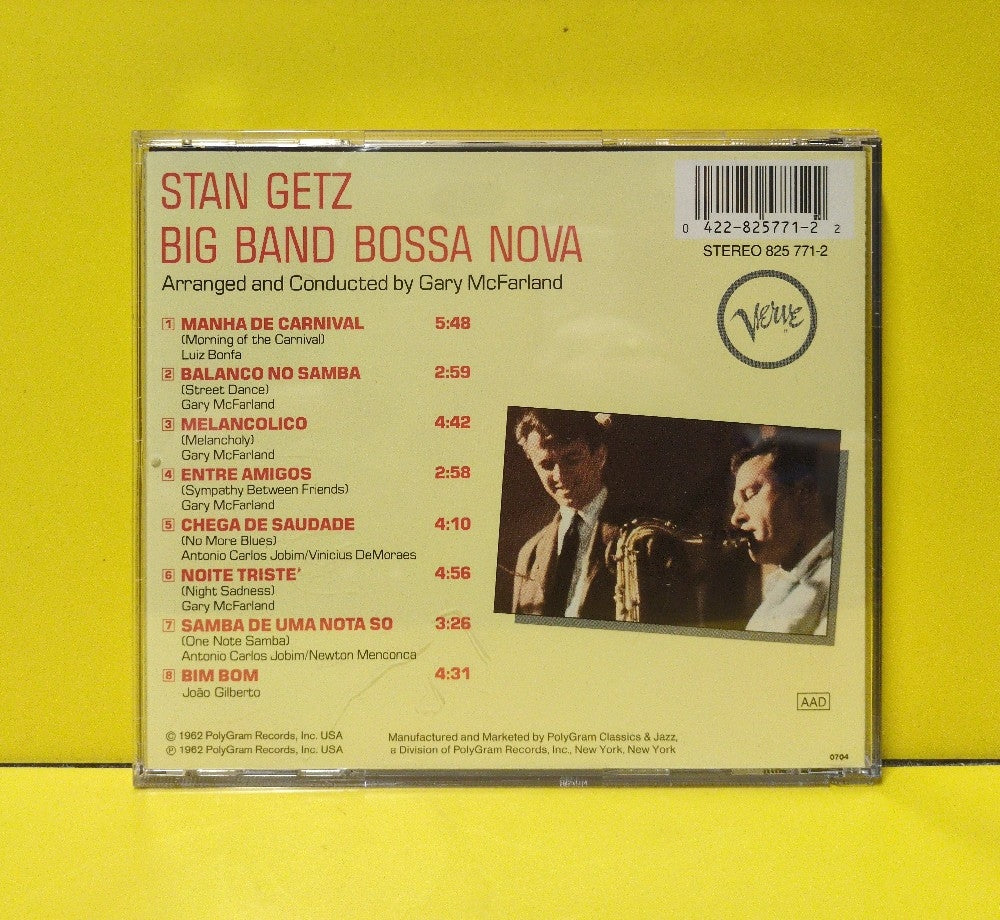 STAN GETZ
BIG BAND BOSSA NOVA
Arranged and Conducted by Gary McFarland
0 422-825771-2 2
STEREO 825 771-2
VERVE
1 MANHA DE CARNIVAL 5:48
(Morning of the Carnival)
Luiz Bonfa
2 BALANCO NO SAMBA 2:59
(Street Dance)
Gary McFarland
3 MELANCOLICO 4:42
(Melancholy)
Gary McFarland
4 ENTRE AMIGOS 2:58
(Sympathy Between Friends)
Gary McFarland
5 CHEGA DE SAUDADE 4:10
(No More Blues)
Antonio Carlos Jobim/Vinicius DeMoraes
6 NOITE TRISTE' 4:56
(Night Sadness)
Gary McFarland
7 SAMBA DE UMA NOTA SO 3:26
(One Note Samba)
Antonio Carlos Jobim/Newton Menconca
8 BIM BOM 4:31
João Gilberto
AAD
© 1962 PolyGram Records, Inc. USA
℗ 1962 PolyGram Records, Inc. USA
Manufactured and Marketed by PolyGram Classics & Jazz,
a Division of PolyGram Records, Inc., New York, New York
0704